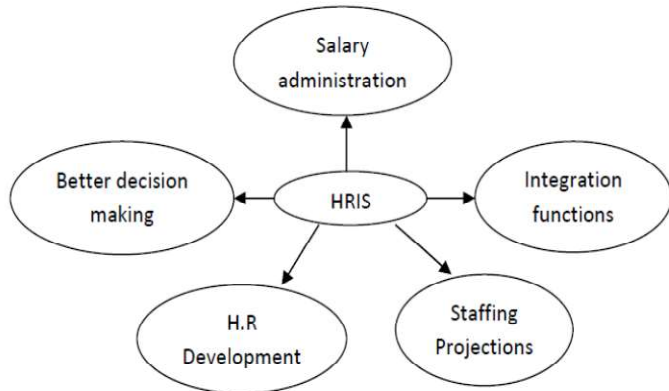 Salary
administration
Better decision
making
HRIS
Integration
functions
H.R
Development
Staffing
Projections